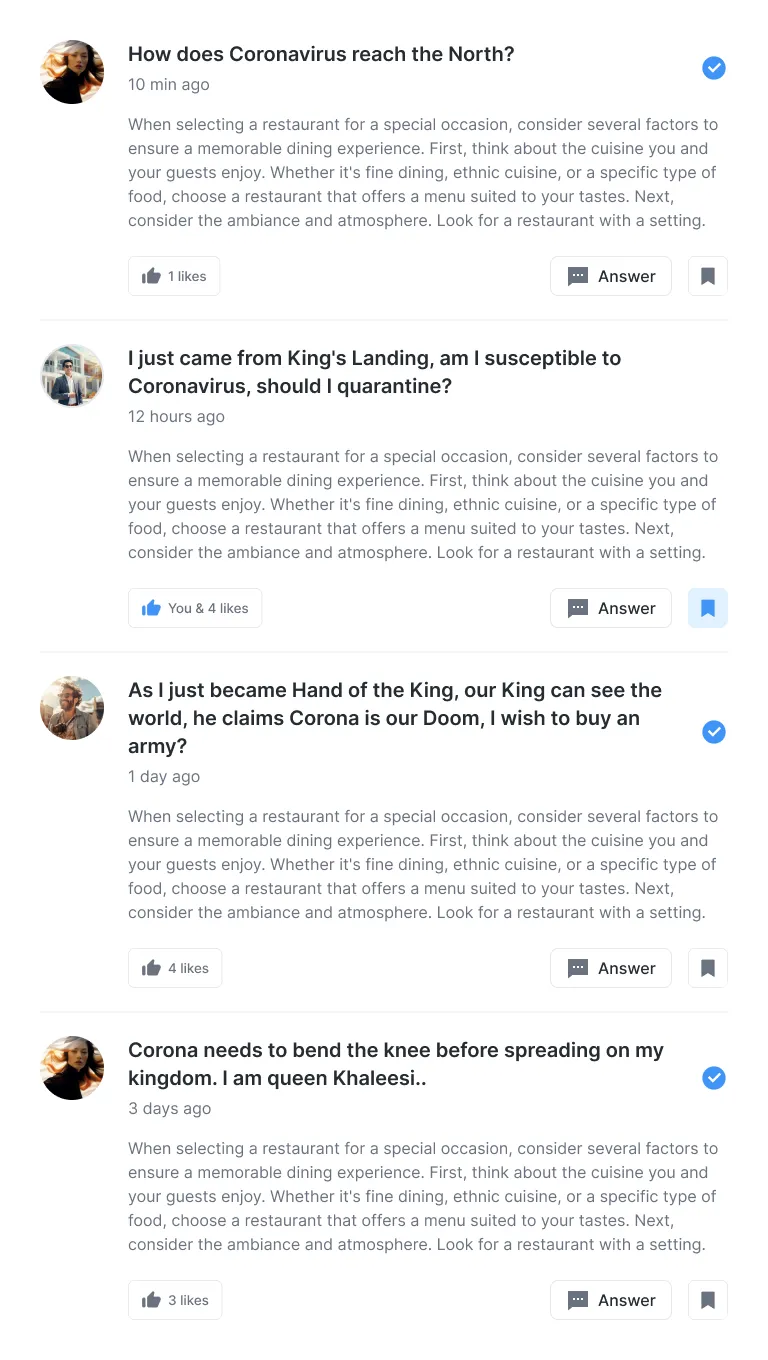 How does Coronavirus reach the North?
10 min ago
When selecting a restaurant for a special occasion, consider several factors to
ensure a memorable dining experience. First, think about the cuisine you and
your guests enjoy. Whether it's fine dining, ethnic cuisine, or a specific type of
food, choose a restaurant that offers a menu suited to your tastes. Next,
consider the ambiance and atmosphere. Look for a restaurant with a setting.
1 likes
Answer
I just came from King's Landing, am I susceptible to
Coronavirus, should I quarantine?
12 hours ago
When selecting a restaurant for a special occasion, consider several factors to
ensure a memorable dining experience. First, think about the cuisine you and
your guests enjoy. Whether it's fine dining, ethnic cuisine, or a specific type of
food, choose a restaurant that offers a menu suited to your tastes. Next,
consider the ambiance and atmosphere. Look for a restaurant with a setting.
You & 4 likes
Answer
As I just became Hand of the King, our King can see the
world, he claims Corona is our Doom, I wish to buy an
army?
1 day ago
When selecting a restaurant for a special occasion, consider several factors to
ensure a memorable dining experience. First, think about the cuisine you and
your guests enjoy. Whether it's fine dining, ethnic cuisine, or a specific type of
food, choose a restaurant that offers a menu suited to your tastes. Next,
consider the ambiance and atmosphere. Look for a restaurant with a setting.
4 likes
Answer
Corona needs to bend the knee before spreading on my
kingdom. I am queen Khaleesi..
3 days ago
When selecting a restaurant for a special occasion, consider several factors to
ensure a memorable dining experience. First, think about the cuisine you and
your guests enjoy. Whether it's fine dining, ethnic cuisine, or a specific type of
food, choose a restaurant that offers a menu suited to your tastes. Next,
consider the ambiance and atmosphere. Look for a restaurant with a setting.
3 likes
Answer